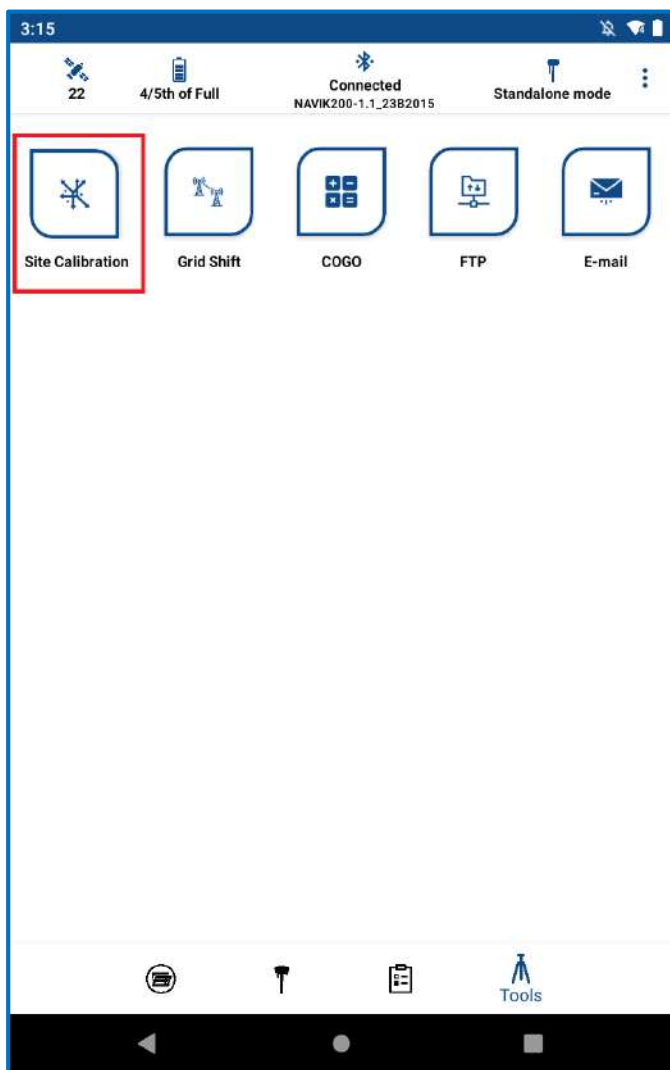 3:15
22
4/5th of Full
Connected
NAVIK200-1.1_23B2015
Standalone mode
Site Calibration
Grid Shift
COGO
FTP
E-mail
Tools